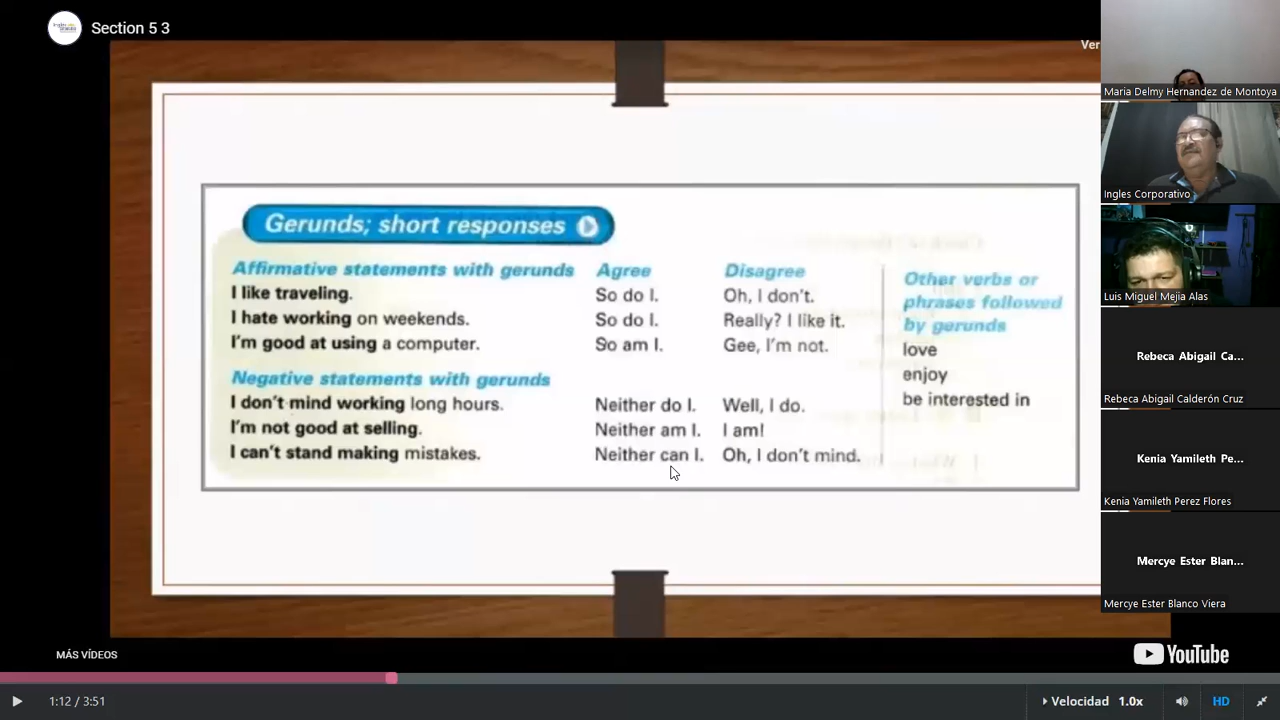 Section 5 3
Ver
Gerunds; short responses
Affirmative statements with gerunds Agree Disagree
I like traveling. So do I. Oh, I don't.
I hate working on weekends. So do I. Really? I like it.
I'm good at using a computer. So am I. Gee, I'm not.
Negative statements with gerunds
I don't mind working long hours. Neither do I. Well, I do.
I'm not good at selling. Neither am I. I am!
I can't stand making mistakes. Neither can I. Oh, I don't mind.
Other verbs or
phrases followed
by gerunds
love
enjoy
be interested in
Maria Delmy Hernandez de Montoya
Ingles Corporativo
Luis Miguel Mejia Alas
Rebeca Abigail Ca...
Rebeca Abigail Calderón Cruz
Kenia Yamileth Pe...
Kenia Yamileth Perez Flores
Mercye Ester Blan...
Mercye Ester Blanco Viera
MÁS VÍDEOS
YouTube
1:12 / 3:51
Velocidad 1.0x
HD